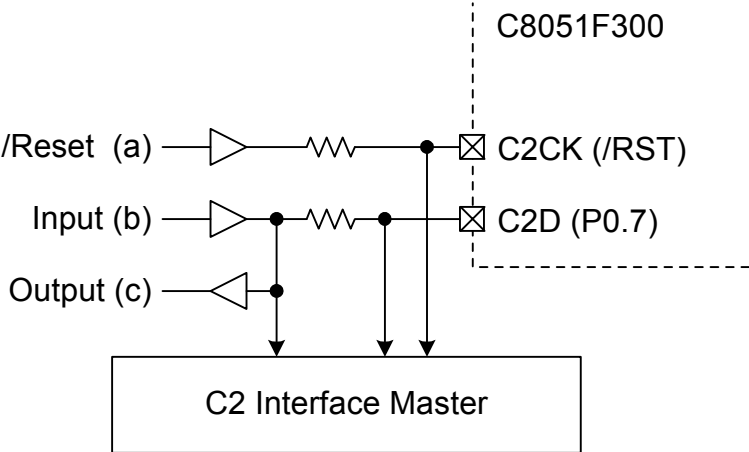 C8051F300
/Reset (a)
C2CK (/RST)
Input (b)
C2D (P0.7)
Output (c)
C2 Interface Master